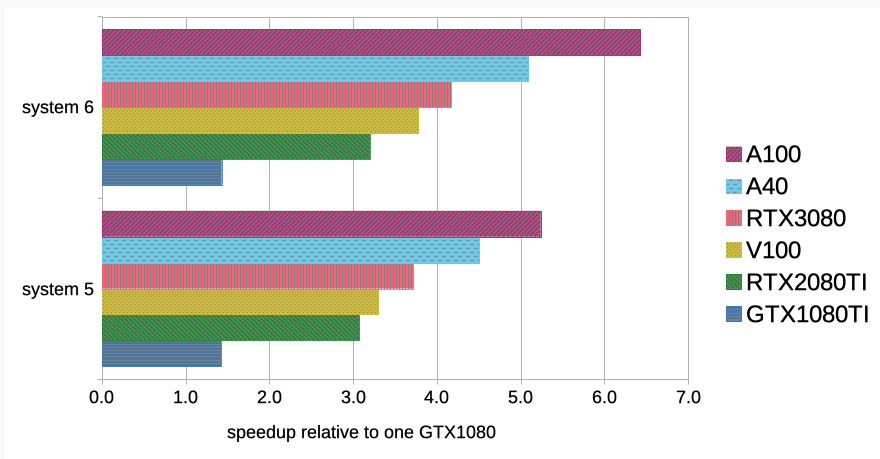 system 6
system 5
0.0 1.0 2.0 3.0 4.0 5.0 6.0 7.0
speedup relative to one GTX1080
A100
A40
RTX3080
V100
RTX2080TI
GTX1080TI